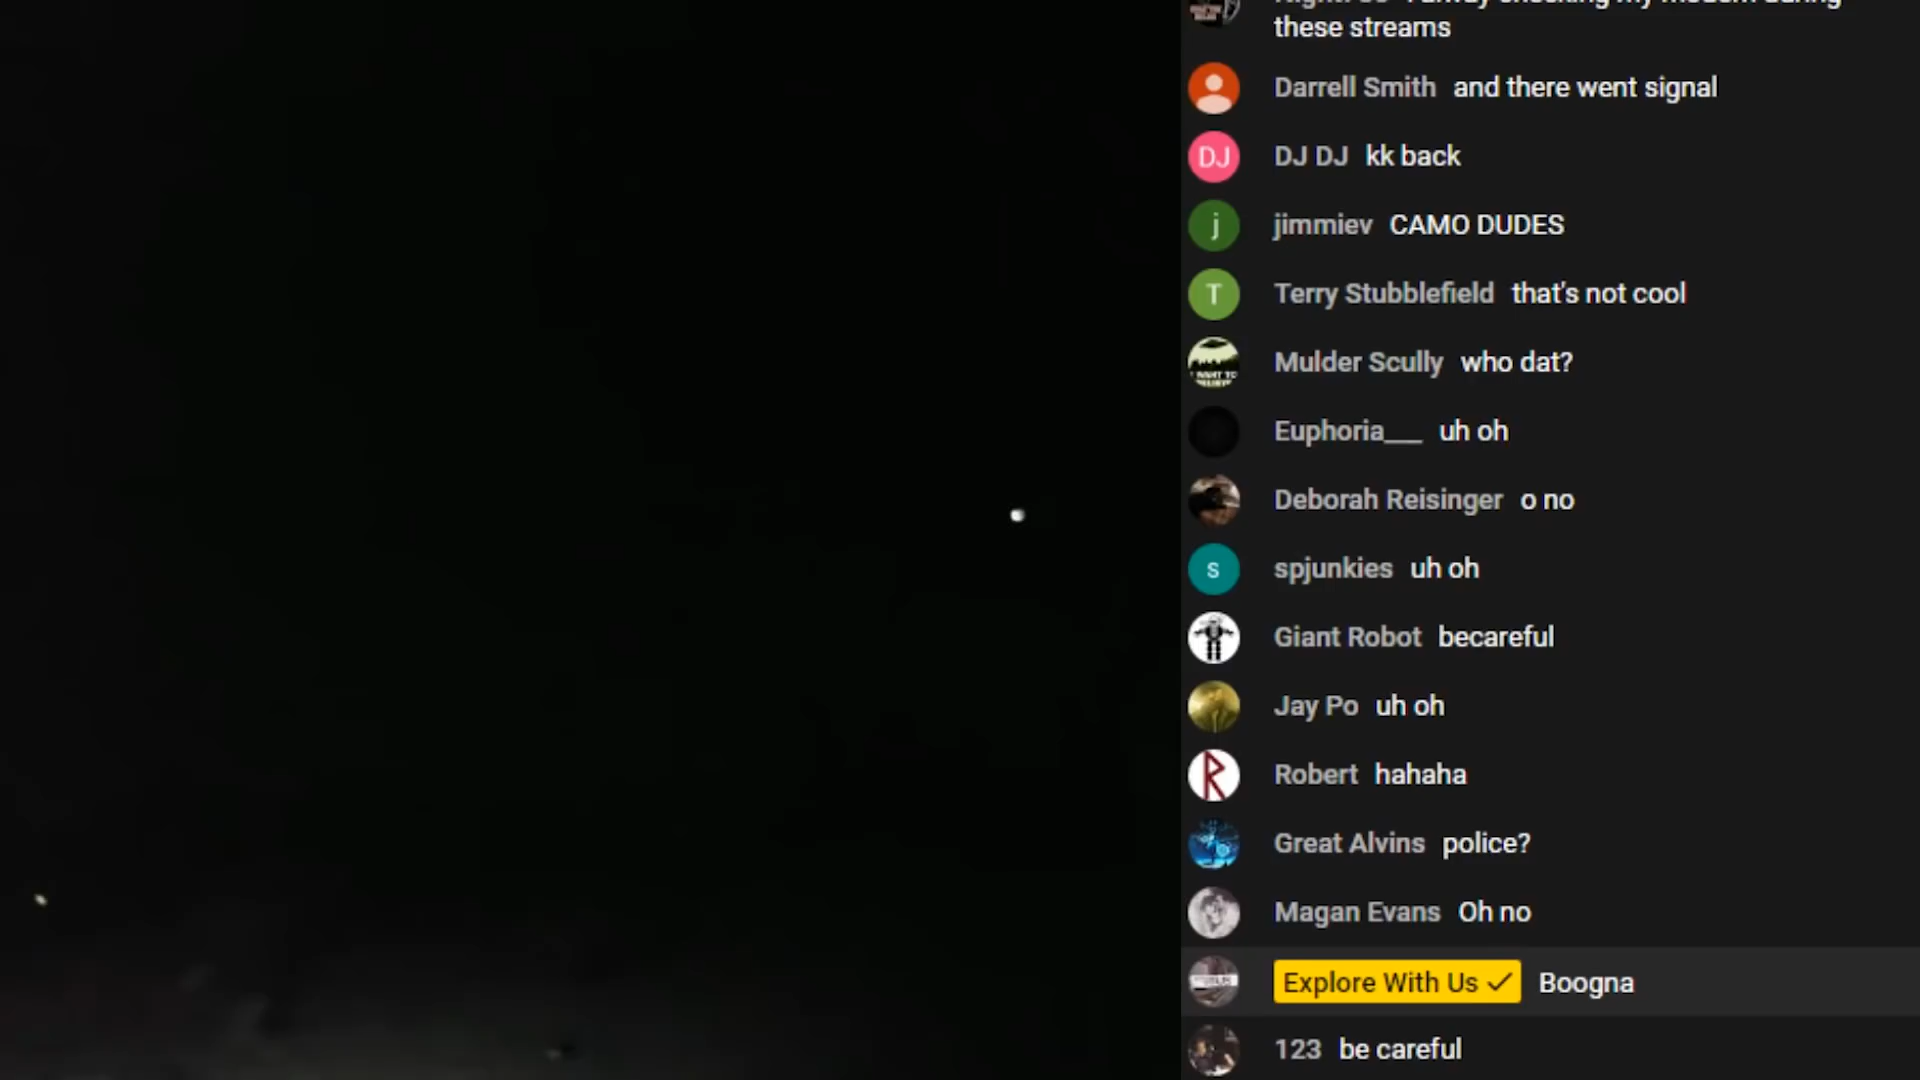 these streams
Darrell Smith and there went signal
DJ DJ DJ kk back
j jimmiev CAMO DUDES
T Terry Stubblefield that's not cool
Mulder Scully who dat?
Euphoria___ uh oh
Deborah Reisinger o no
s spjunkies uh oh
Giant Robot becareful
Jay Po uh oh
R Robert hahaha
Great Alvins police?
Magan Evans Oh no
Explore With Us ✓ Boogna
123 be careful